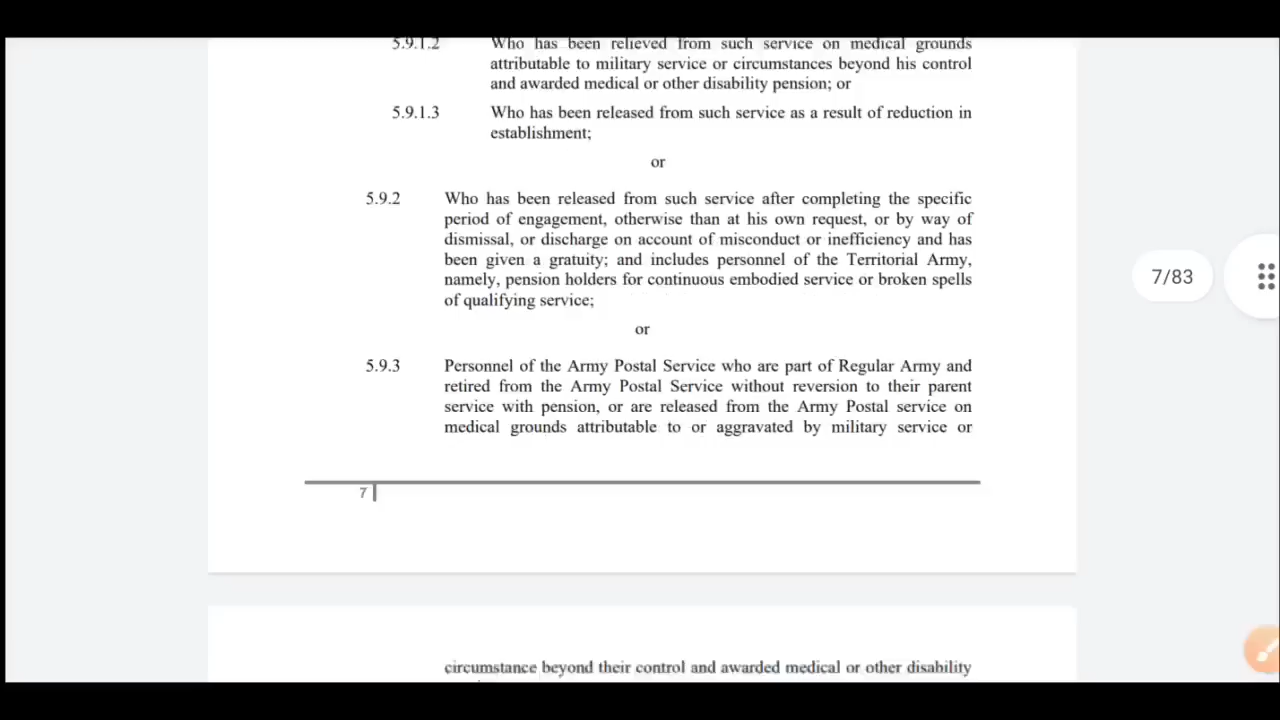 5.9.1.2 Who has been relieved from such service on medical grounds
attributable to military service or circumstances beyond his control
and awarded medical or other disability pension; or
5.9.1.3 Who has been released from such service as a result of reduction in
establishment;
or
5.9.2 Who has been released from such service after completing the specific
period of engagement, otherwise than at his own request, or by way of
dismissal, or discharge on account of misconduct or inefficiency and has
been given a gratuity; and includes personnel of the Territorial Army,
namely, pension holders for continuous embodied service or broken spells
of qualifying service;
or
5.9.3 Personnel of the Army Postal Service who are part of Regular Army and
retired from the Army Postal Service without reversion to their parent
service with pension, or are released from the Army Postal service on
medical grounds attributable to or aggravated by military service or
7
7/83
circumstance beyond their control and awarded medical or other disability